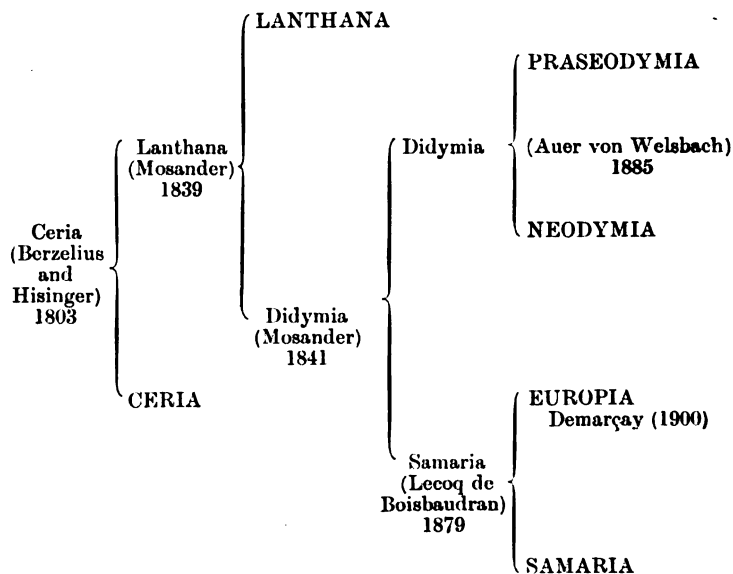 LANTHANA
PRASEODYMIA
Lanthana
(Mosander)
1839
Didymia
(Auer von Welsbach)
1885
Ceria
(Berzelius
and
Hisinger)
1803
NEODYMIA
Didymia
(Mosander)
1841
CERIA
EUROPIA
Demarçay (1900)
Samaria
(Lecoq de
Boisbaudran)
1879
SAMARIA